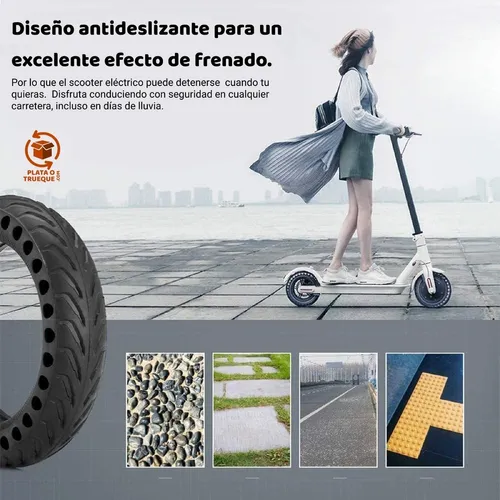 Diseño antideslizante para un
excelente efecto de frenado.
Por lo que el scooter eléctrico puede detenerse cuando tu
quieras. Disfruta conduciendo con seguridad en cualquier
carretera, incluso en días de lluvia.
PLATA O
TRUEQUE
.COM